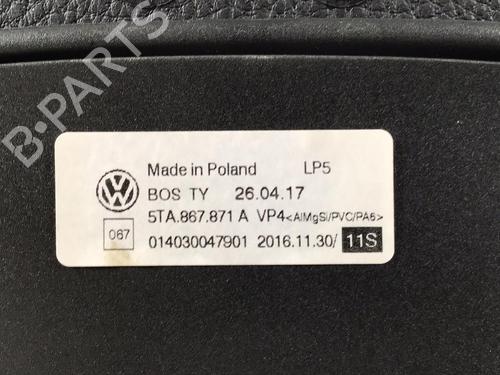 B-PARTS
Made in Poland LP5
BOS TY 26.04.17
5TA.867.871 A VP4<AlMgSi/PVC/PA6>
067
014030047901 2016.11.30/ 11S